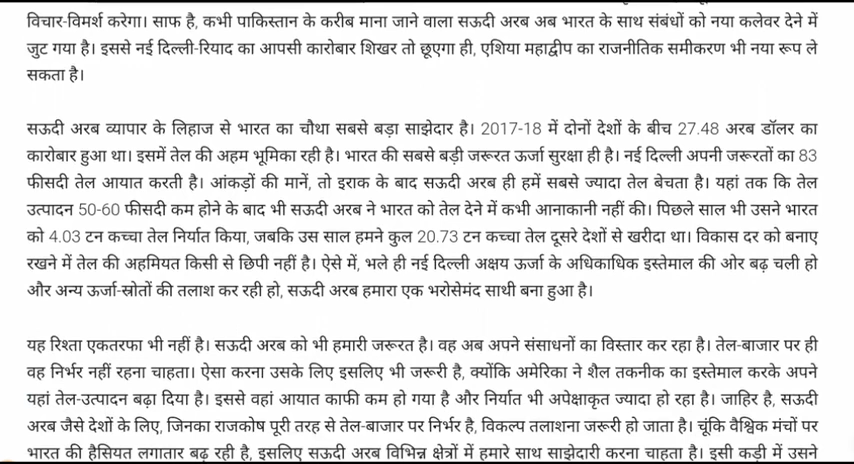 विचार-विमर्श करेगा। साफ है, कभी पाकिस्तान के करीब माना जाने वाला सऊदी अरब अब भारत के साथ संबंधों को नया कलेवर देने में
जुट गया है। इससे नई दिल्ली-रियाद का आपसी कारोबार शिखर तो छूएगा ही, एशिया महाद्वीप का राजनीतिक समीकरण भी नया रूप ले
सकता है।
सऊदी अरब व्यापार के लिहाज से भारत का चौथा सबसे बड़ा साझेदार है। 2017-18 में दोनों देशों के बीच 27.48 अरब डॉलर का
कारोबार हुआ था। इसमें तेल की अहम भूमिका रही है। भारत की सबसे बड़ी जरूरत ऊर्जा सुरक्षा ही है। नई दिल्ली अपनी जरूरतों का 83
फीसदी तेल आयात करती है। आंकड़ों की मानें, तो इराक के बाद सऊदी अरब ही हमें सबसे ज्यादा तेल बेचता है। यहां तक कि तेल
उत्पादन 50-60 फीसदी कम होने के बाद भी सऊदी अरब ने भारत को तेल देने में कभी आनाकानी नहीं की। पिछले साल भी उसने भारत
को 4.03 टन कच्चा तेल निर्यात किया, जबकि उस साल हमने कुल 20.73 टन कच्चा तेल दूसरे देशों से खरीदा था। विकास दर को बनाए
रखने में तेल की अहमियत किसी से छिपी नहीं है। ऐसे में, भले ही नई दिल्ली अक्षय ऊर्जा के अधिकाधिक इस्तेमाल की ओर बढ़ चली हो
और अन्य ऊर्जा-स्रोतों की तलाश कर रही हो, सऊदी अरब हमारा एक भरोसेमंद साथी बना हुआ है।
यह रिश्ता एकतरफा भी नहीं है। सऊदी अरब को भी हमारी जरूरत है। वह अब अपने संसाधनों का विस्तार कर रहा है। तेल-बाजार पर ही
वह निर्भर नहीं रहना चाहता। ऐसा करना उसके लिए इसलिए भी जरूरी है, क्योंकि अमेरिका ने शैल तकनीक का इस्तेमाल करके अपने
यहां तेल-उत्पादन बढ़ा दिया है। इससे वहां आयात काफी कम हो गया है और निर्यात भी अपेक्षाकृत ज्यादा हो रहा है। जाहिर है, सऊदी
अरब जैसे देशों के लिए, जिनका राजकोष पूरी तरह से तेल-बाजार पर निर्भर है, विकल्प तलाशना जरूरी हो जाता है। चूंकि वैश्विक मंचों पर
भारत की हैसियत लगातार बढ़ रही है, इसलिए सऊदी अरब विभिन्न क्षेत्रों में हमारे साथ साझेदारी करना चाहता है। इसी कड़ी में उसने